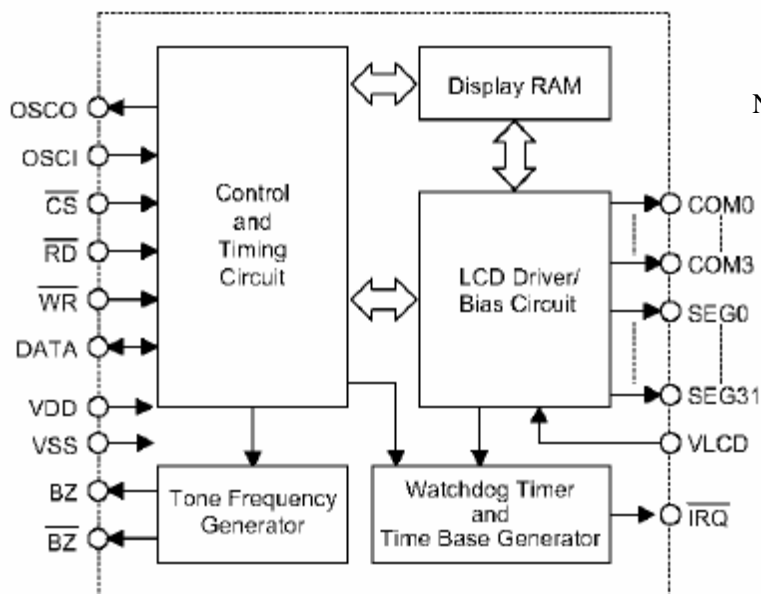 OSCO
OSCI
CS
RD
WR
DATA
VDD
VSS
BZ
BZ
Control
and
Timing
Circuit
Display RAM
LCD Driver/
Bias Circuit
Tone Frequency
Generator
Watchdog Timer
and
Time Base Generator
N
COM0
COM3
SEG0
SEG31
VLCD
IRQ